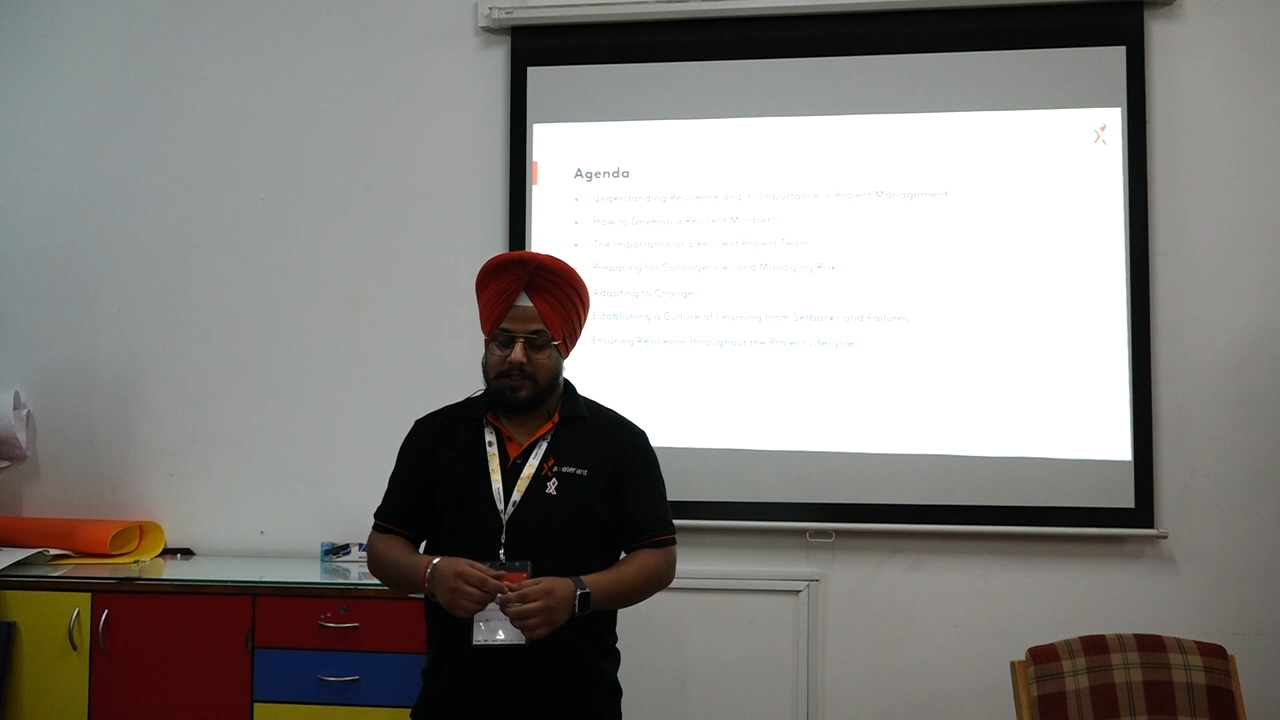 Agenda
Understanding Resilience and its Importance in Project Management
How to Develop a Resilient Mindset
The Importance of a Resilient Project Team
Preparing for Contingencies and Managing Risk
Adapting to Change
Establishing a Culture of Learning from Setbacks and Failures
Ensuring Resilience throughout the Project Lifecycle
axelerant